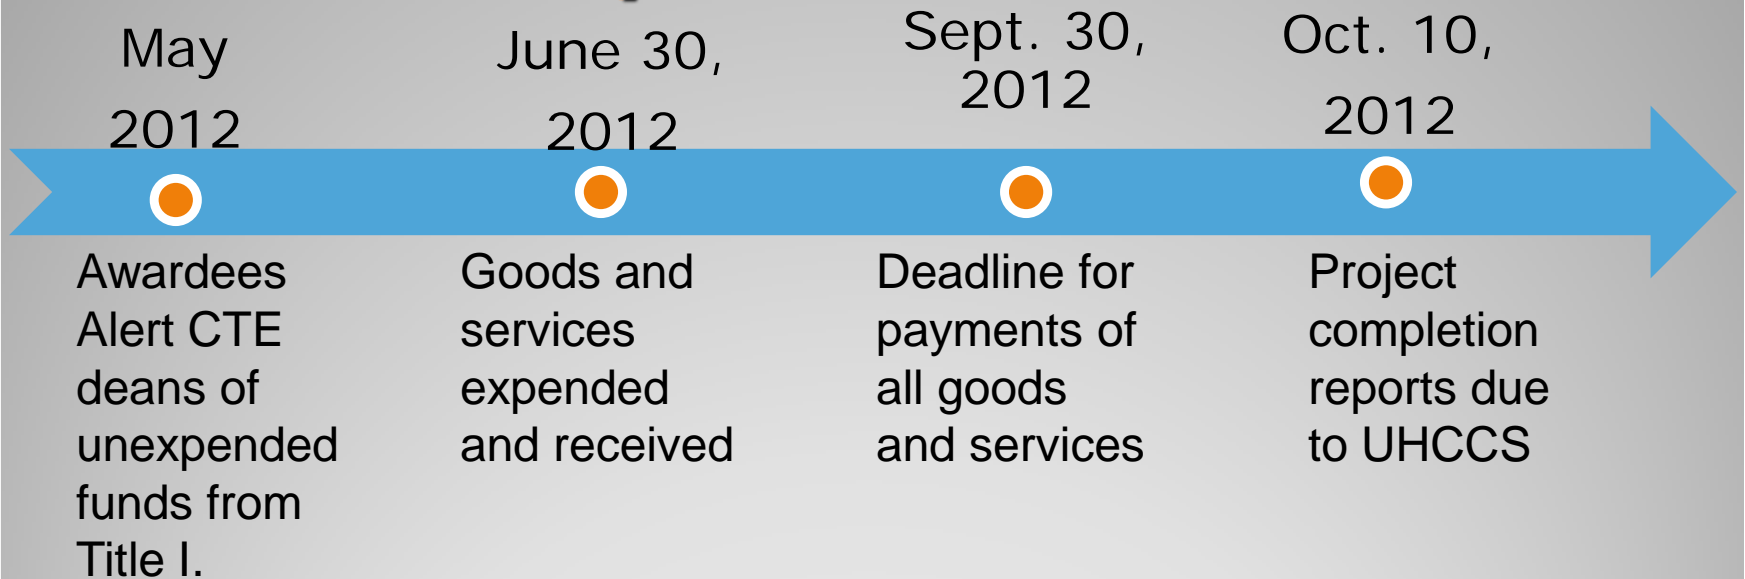 May
2012
June 30,
2012
Sept. 30,
2012
Oct. 10,
2012
Awardees
Alert CTE
deans of
unexpended
funds from
Title I.
Goods and
services
expended
and received
Deadline for
payments of
all goods
and services
Project
completion
reports due
to UHCCS